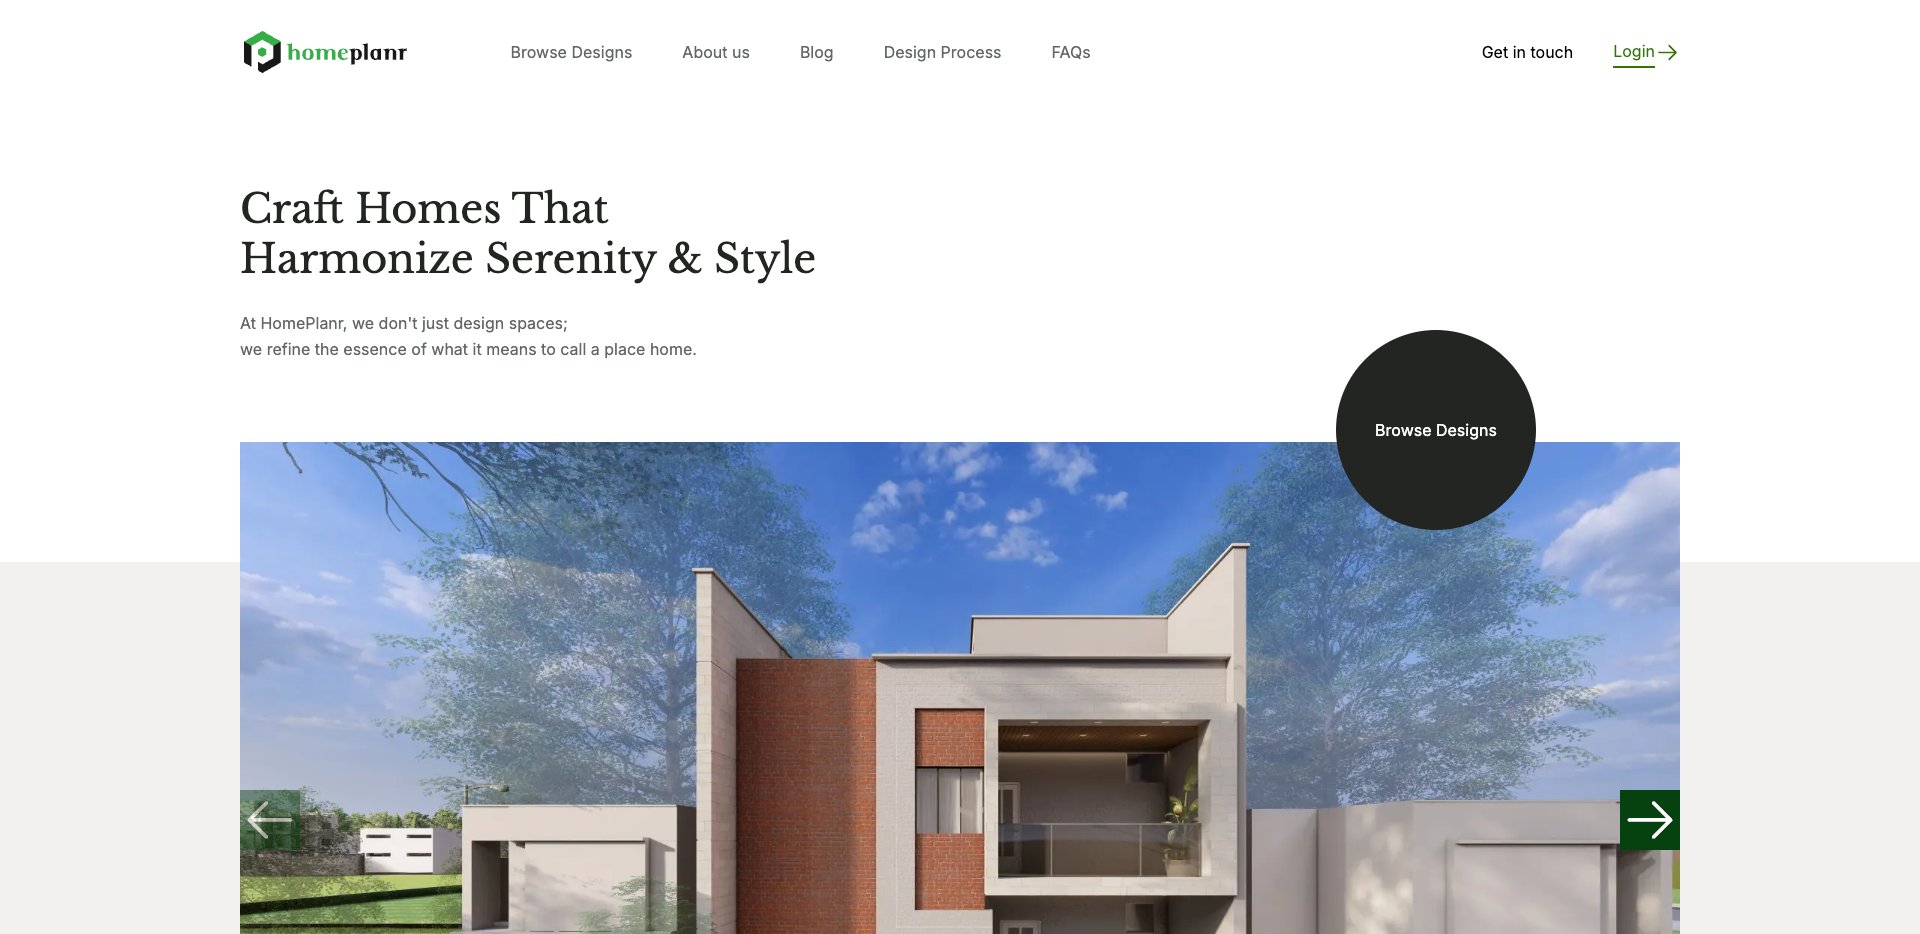 homeplanr
Browse Designs
About us
Blog
Design Process
FAQs
Get in touch
Login
Craft Homes That
Harmonize Serenity & Style
At HomePlanr, we don't just design spaces;
we refine the essence of what it means to call a place home.
Browse Designs